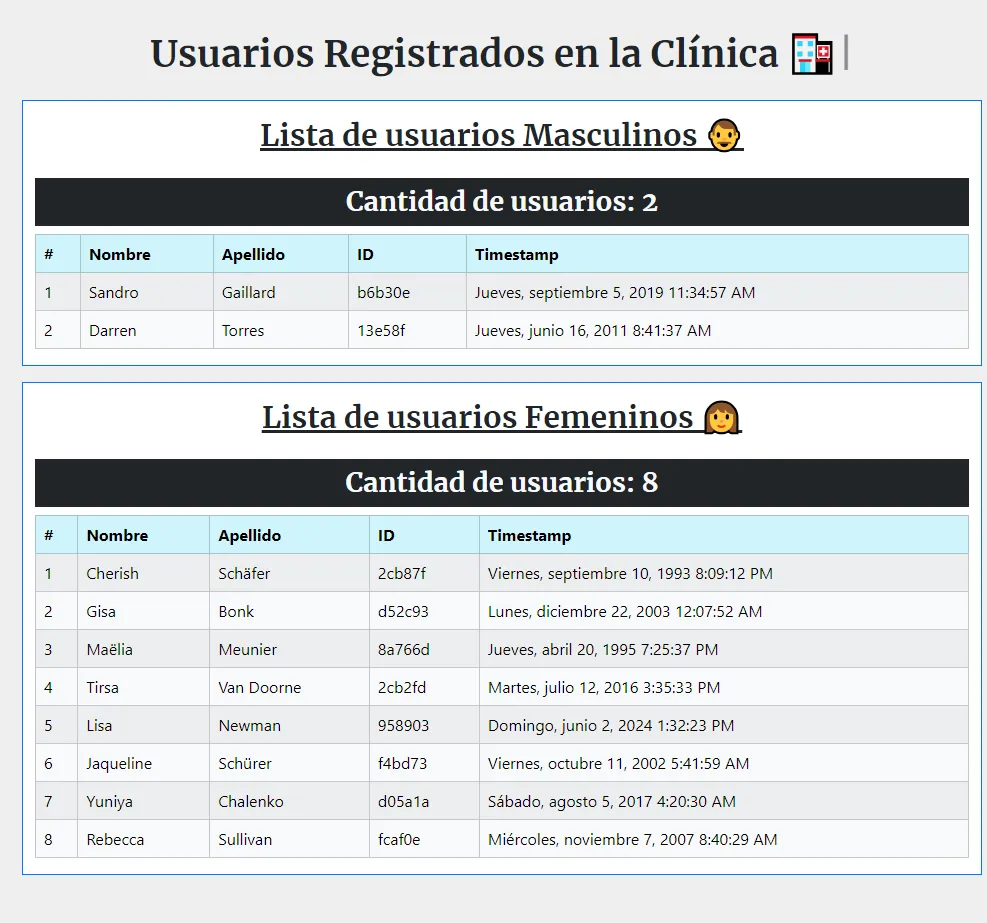 Usuarios Registrados en la Clínica 🏥|
Lista de usuarios Masculinos 👨
Cantidad de usuarios: 2
# Nombre Apellido ID Timestamp
1 Sandro Gaillard b6b30e Jueves, septiembre 5, 2019 11:34:57 AM
2 Darren Torres 13e58f Jueves, junio 16, 2011 8:41:37 AM
Lista de usuarios Femeninos 👩
Cantidad de usuarios: 8
# Nombre Apellido ID Timestamp
1 Cherish Schäfer 2cb87f Viernes, septiembre 10, 1993 8:09:12 PM
2 Gisa Bonk d52c93 Lunes, diciembre 22, 2003 12:07:52 AM
3 Maëlia Meunier 8a766d Jueves, abril 20, 1995 7:25:37 PM
4 Tirsa Van Doorne 2cb2fd Martes, julio 12, 2016 3:35:33 PM
5 Lisa Newman 958903 Domingo, junio 2, 2024 1:32:23 PM
6 Jaqueline Schürer f4bd73 Viernes, octubre 11, 2002 5:41:59 AM
7 Yuniya Chalenko d05a1a Sábado, agosto 5, 2017 4:20:30 AM
8 Rebecca Sullivan fcaf0e Miércoles, noviembre 7, 2007 8:40:29 AM